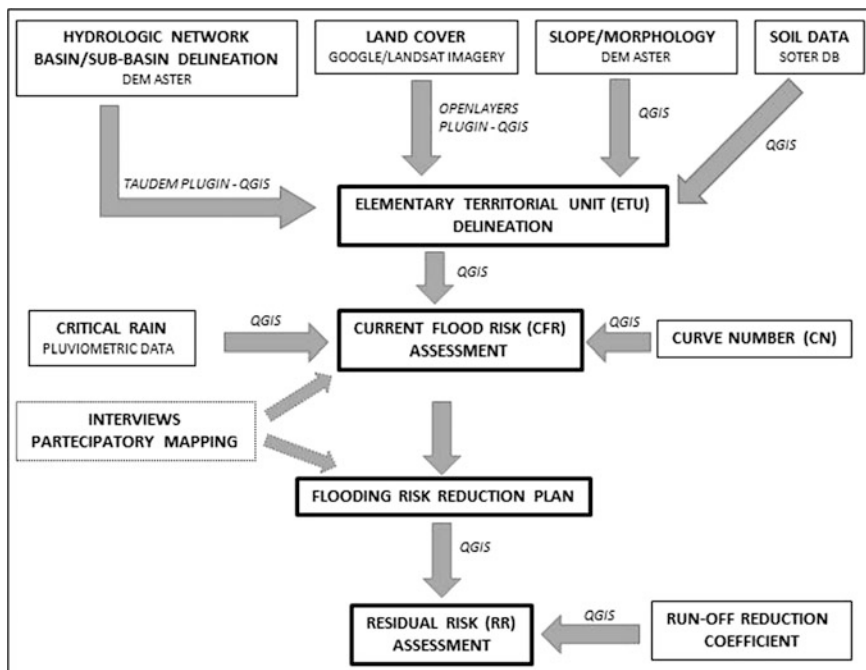 HYDROLOGIC NETWORK
BASIN/SUB-BASIN DELINEATION
DEM ASTER
LAND COVER
GOOGLE/LANDSAT IMAGERY
SLOPE/MORPHOLOGY
DEM ASTER
SOIL DATA
SOTER DB
OPENLAYERS
PLUGIN - QGIS
QGIS
QGIS
TAUDEM PLUGIN - QGIS
ELEMENTARY TERRITORIAL UNIT (ETU)
DELINEATION
QGIS
CRITICAL RAIN
PLUVIOMETRIC DATA
QGIS
CURRENT FLOOD RISK (CFR)
ASSESSMENT
QGIS
CURVE NUMBER (CN)
INTERVIEWS
PARTECIPATORY MAPPING
FLOODING RISK REDUCTION PLAN
QGIS
RESIDUAL RISK (RR)
ASSESSMENT
QGIS
RUN-OFF REDUCTION
COEFFICIENT